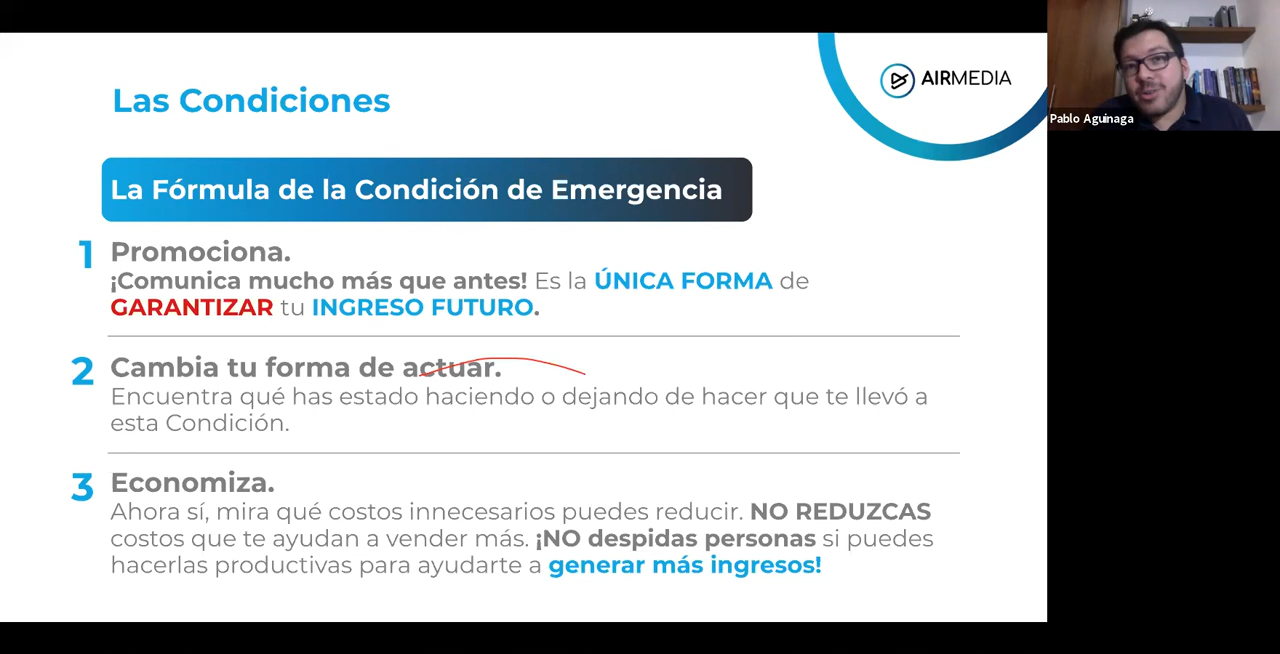 Las Condiciones
AIRMEDIA
Pablo Aguinaga
La Fórmula de la Condición de Emergencia
1 Promociona.
¡Comunica mucho más que antes! Es la ÚNICA FORMA de
GARANTIZAR tu INGRESO FUTURO.
2 Cambia tu forma de actuar.
Encuentra qué has estado haciendo o dejando de hacer que te llevó a
esta Condición.
3 Economiza.
Ahora sí, mira qué costos innecesarios puedes reducir. NO REDUZCAS
costos que te ayudan a vender más. ¡NO despidas personas si puedes
hacerlas productivas para ayudarte a generar más ingresos!